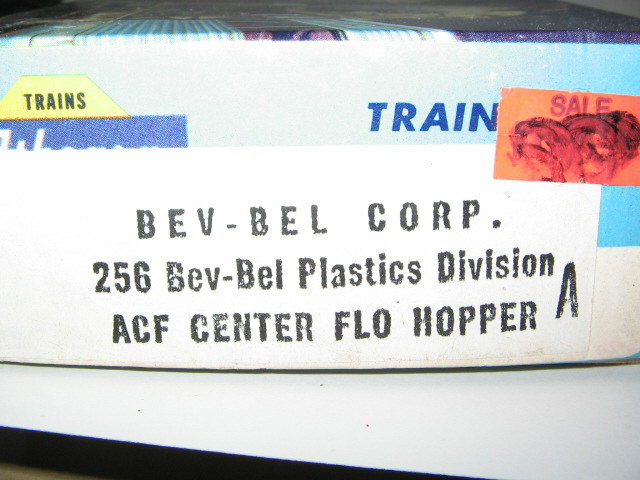 TRAINS
TRAIN
SALE
BEV-BEL CORP.
256 Bev-Bel Plastics Division
ACF CENTER FLO HOPPER A